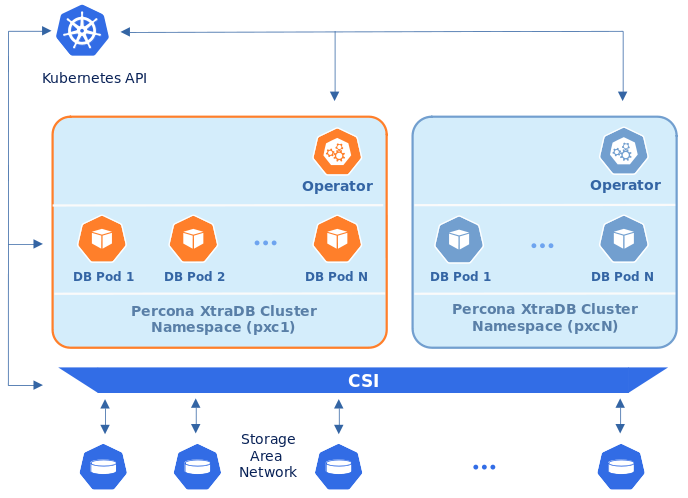 Kubernetes API
Operator
Operator
DB Pod 1
DB Pod 2
DB Pod N
DB Pod 1
DB Pod N
Percona XtraDB Cluster
Namespace (pxc1)
Percona XtraDB Cluster
Namespace (pxcN)
CSI
Storage
Area
Network